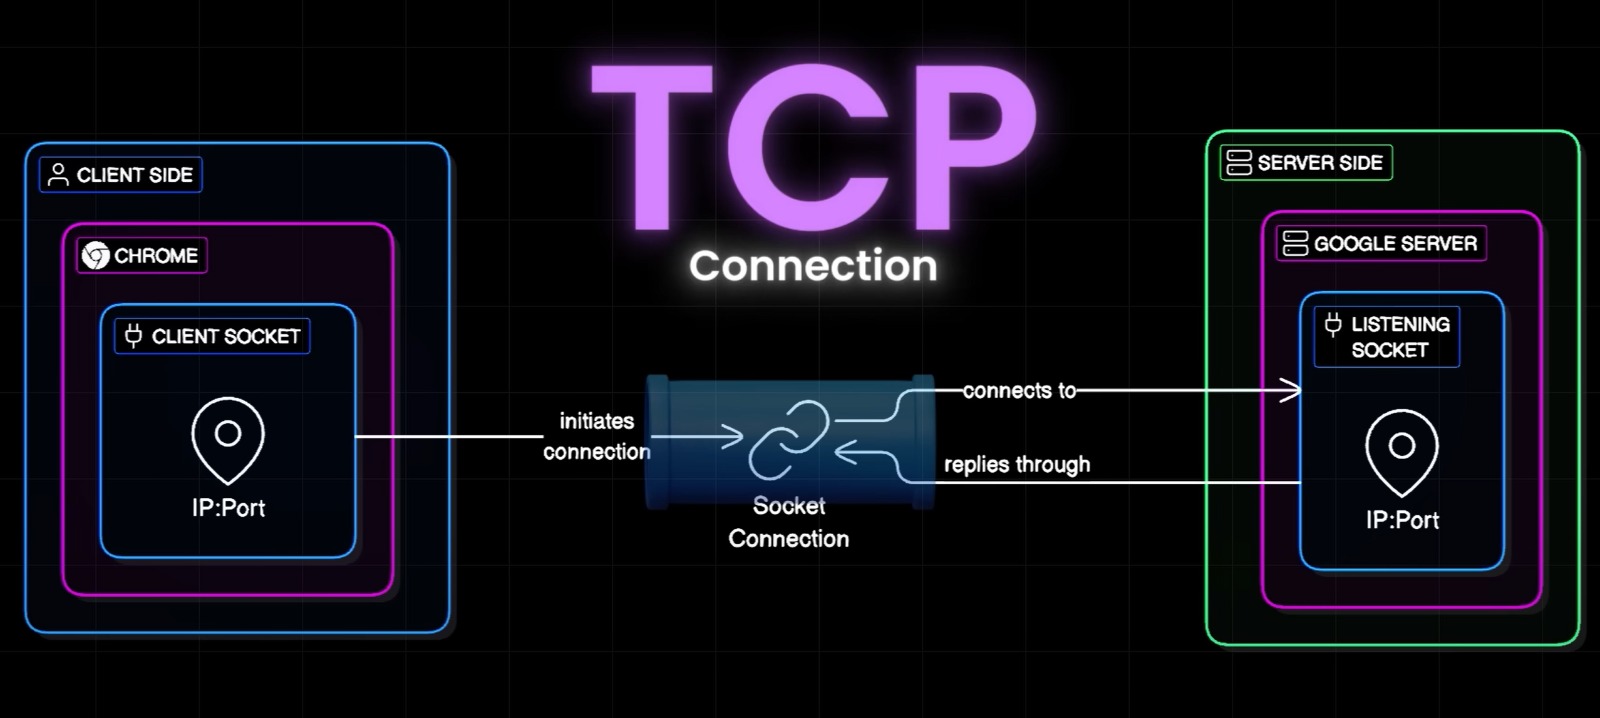 TCP
Connection
CLIENT SIDE
CHROME
CLIENT SOCKET
IP:Port
initiates
connection
Socket
Connection
connects to
replies through
SERVER SIDE
GOOGLE SERVER
LISTENING
SOCKET
IP:Port